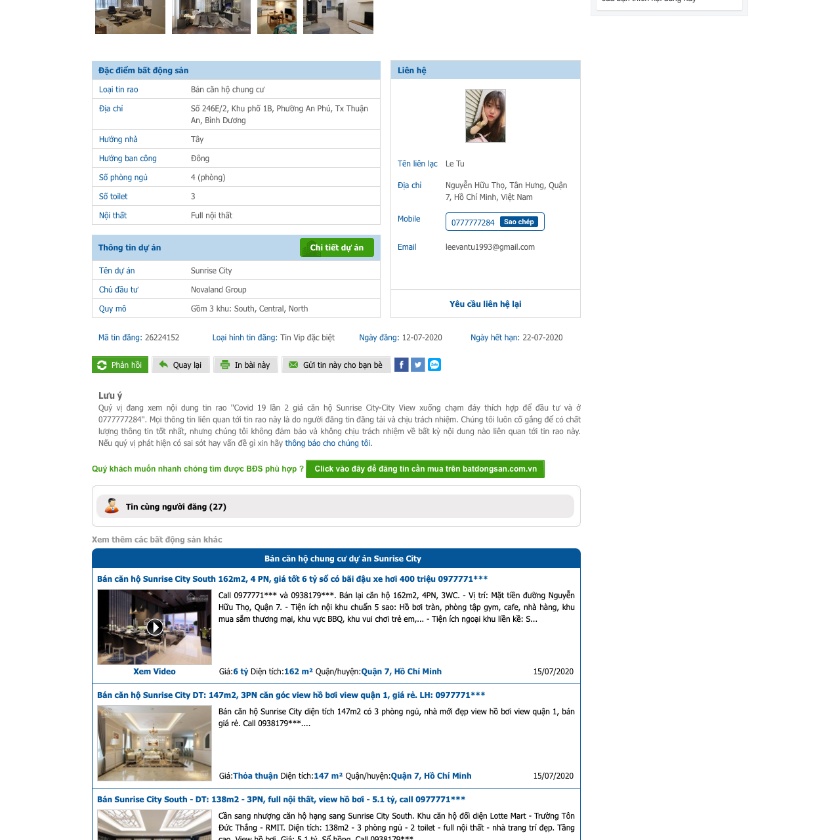 Đặc điểm bất động sản
Loại tin rao Bán căn hộ chung cư
Địa chỉ Số 246E/2, Khu phố 1B, Phường An Phú, Tx Thuận
An, Bình Dương
Hướng nhà Tây
Hướng ban công Đông
Số phòng ngủ 4 (phòng)
Số toilet 3
Nội thất Full nội thất
Thông tin dự án Chi tiết dự án
Tên dự án Sunrise City
Chủ đầu tư Novaland Group
Quy mô Gồm 3 khu: South, Central, North
Liên hệ
Tên liên lạc Le Tu
Địa chỉ Nguyễn Hữu Thọ, Tân Hưng, Quận
7, Hồ Chí Minh, Việt Nam
Mobile 0777777284 Sao chép
Email leevantu1993@gmail.com
Yêu cầu liên hệ lại
Mã tin đăng: 26224152 Loại hình tin đăng: Tin Vip đặc biệt Ngày đăng: 12-07-2020 Ngày hết hạn: 22-07-2020
Phản hồi Quay lại In bài này Gửi tin này cho bạn bè
Lưu ý
Quý vị đang xem nội dung tin rao "Covid 19 lần 2 giá căn hộ Sunrise City-City View xuống chạm đáy thích hợp để đầu tư và ở
0777777284". Mọi thông tin liên quan tới tin rao này là do người đăng tin đăng tải và chịu trách nhiệm. Chúng tôi luôn cố gắng để có chất
lượng thông tin tốt nhất, nhưng chúng tôi không đảm bảo và không chịu trách nhiệm về bất kỳ nội dung nào liên quan tới tin rao này.
Nếu quý vị phát hiện có sai sót hay vấn đề gì xin hãy thông báo cho chúng tôi.
Quý khách muốn nhanh chóng tìm được BĐS phù hợp ? Click vào đây để đăng tin cần mua trên batdongsan.com.vn
Tin cùng người đăng (27)
Xem thêm các bất động sản khác
Bán căn hộ chung cư dự án Sunrise City
Bán căn hộ Sunrise City South 162m2, 4 PN, giá tốt 6 tỷ sổ có bãi đậu xe hơi 400 triệu 0977771***
Call 0977771*** và 0938179***. Bán lại căn hộ 162m2, 4PN, 3WC. - Vị trí: Mặt tiền đường Nguyễn
Hữu Thọ, Quận 7. - Tiện ích nội khu chuẩn 5 sao: Hồ bơi tràn, phòng tập gym, cafe, nhà hàng, khu
mua sắm thương mại, khu vực BBQ, khu vui chơi trẻ em,... - Tiện ích ngoại khu liền kề: S...
Xem Video Giá:6 tỷ Diện tích:162 m² Quận/huyện:Quận 7, Hồ Chí Minh 15/07/2020
Bán căn hộ Sunrise City DT: 147m2, 3PN căn góc view hồ bơi view quận 1, giá rẻ. LH: 0977771***
Bán căn hộ Sunrise City diện tích 147m2 có 3 phòng ngủ, nhà mới đẹp view hồ bơi view quận 1, bán
giá rẻ. Call 0938179***....
Giá:Thỏa thuận Diện tích:147 m² Quận/huyện:Quận 7, Hồ Chí Minh 15/07/2020
Bán Sunrise City South - DT: 138m2 - 3PN, full nội thất, view hồ bơi - 5.1 tỷ, call 0977771***
Cần sang nhượng căn hộ hạng sang Sunrise City South. Khu căn hộ đối diện Lotte Mart - Trường Tôn
Đức Thắng - RMIT. Diện tích: 138m2 - 3 phòng ngủ - 2 toilet - full nội thất - nhà trang trí đẹp. Tầng